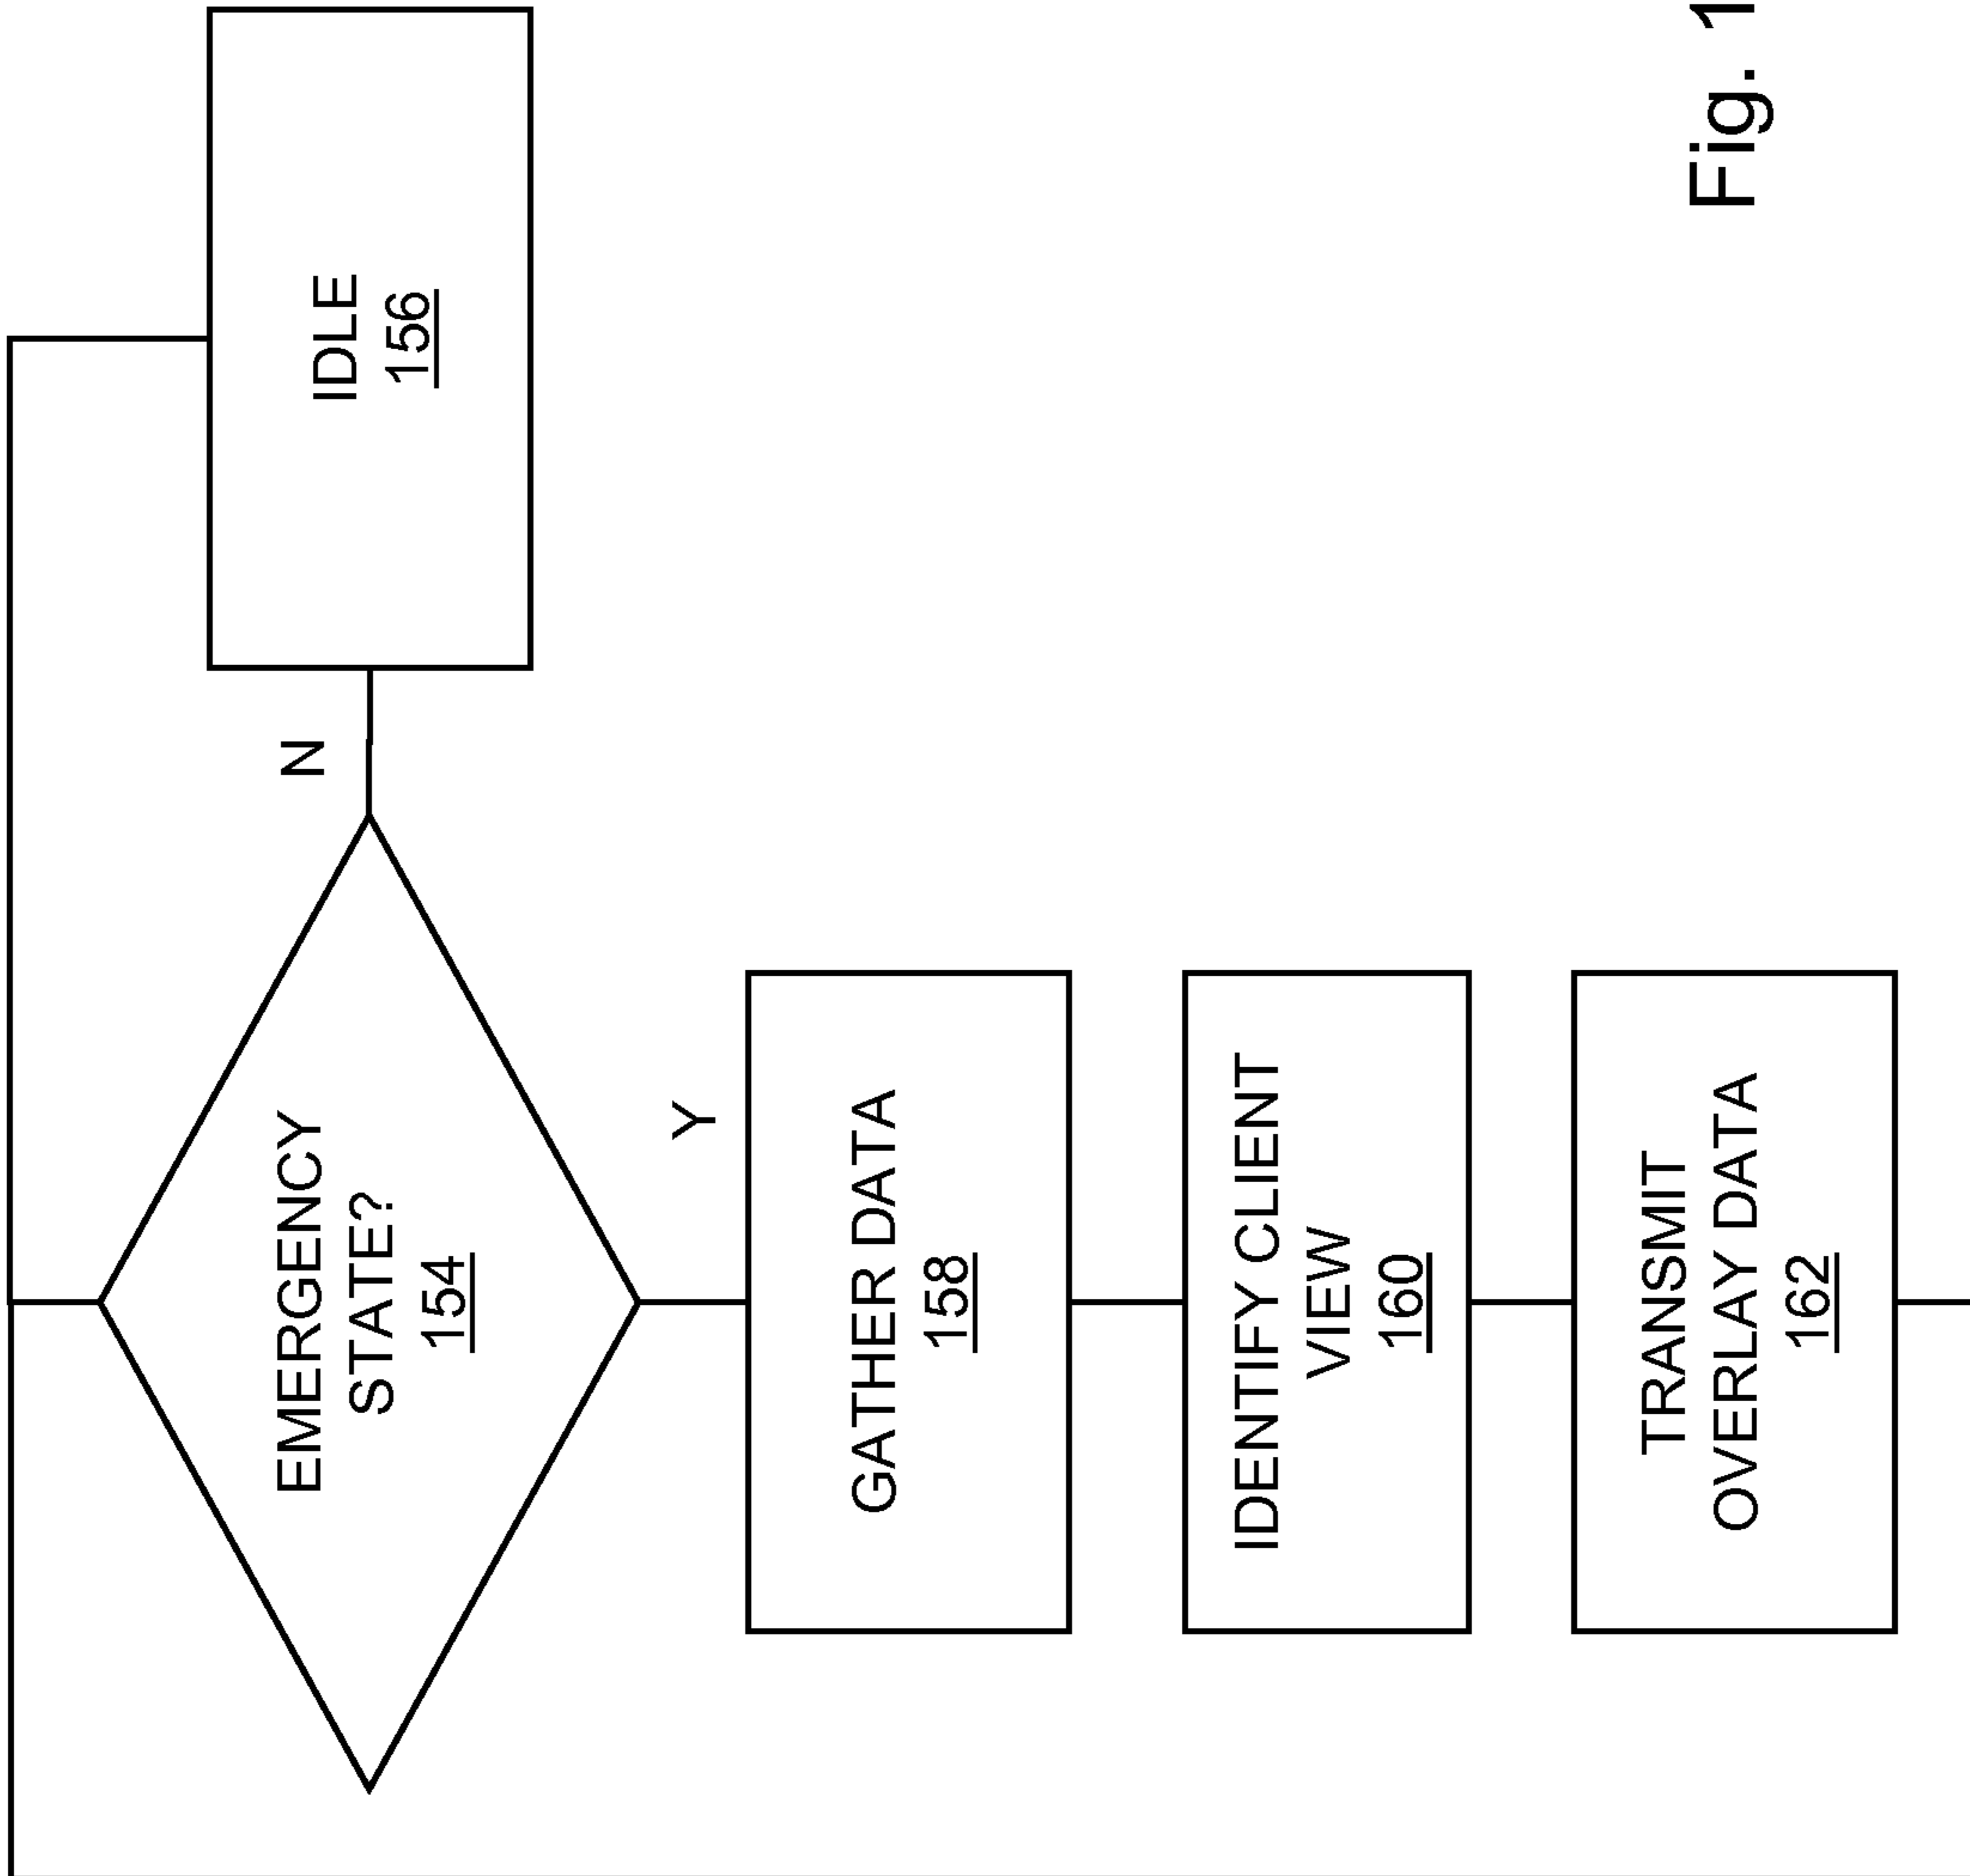 EMERGENCY
STATE?
154
N
IDLE
156
Y
GATHER DATA
158
IDENTIFY CLIENT
VIEW
160
TRANSMIT
OVERLAY DATA
162
Fig. 1